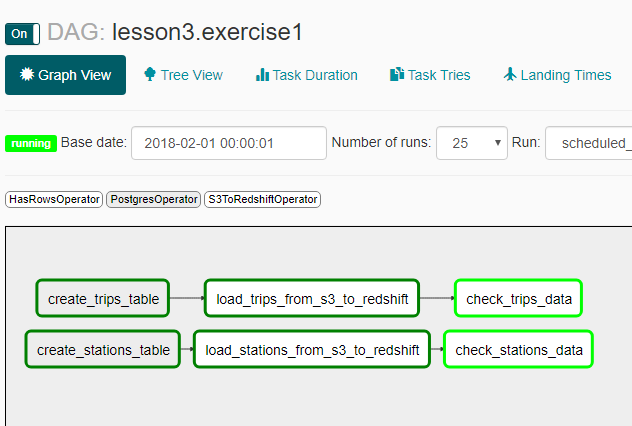 On DAG: lesson3.exercise1
Graph View Tree View Task Duration Task Tries Landing Times
running Base date: 2018-02-01 00:00:01 Number of runs: 25 Run: scheduled_
HasRowsOperator PostgresOperator S3ToRedshiftOperator
create_trips_table load_trips_from_s3_to_redshift check_trips_data
create_stations_table load_stations_from_s3_to_redshift check_stations_data